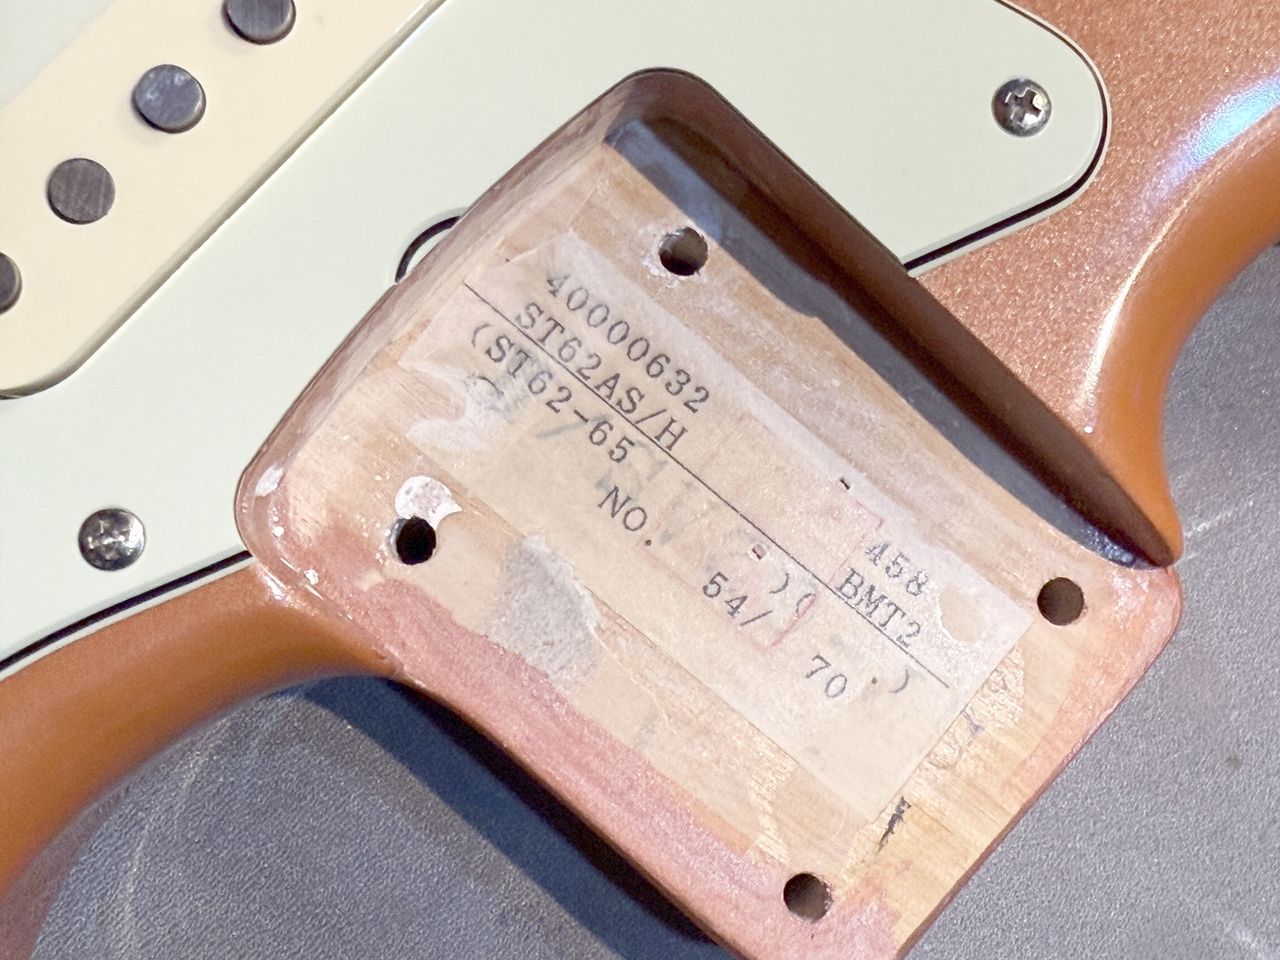 40000632 458
ST62AS/H BMT2
(ST62-65 )( .)
NO. 54/ 70